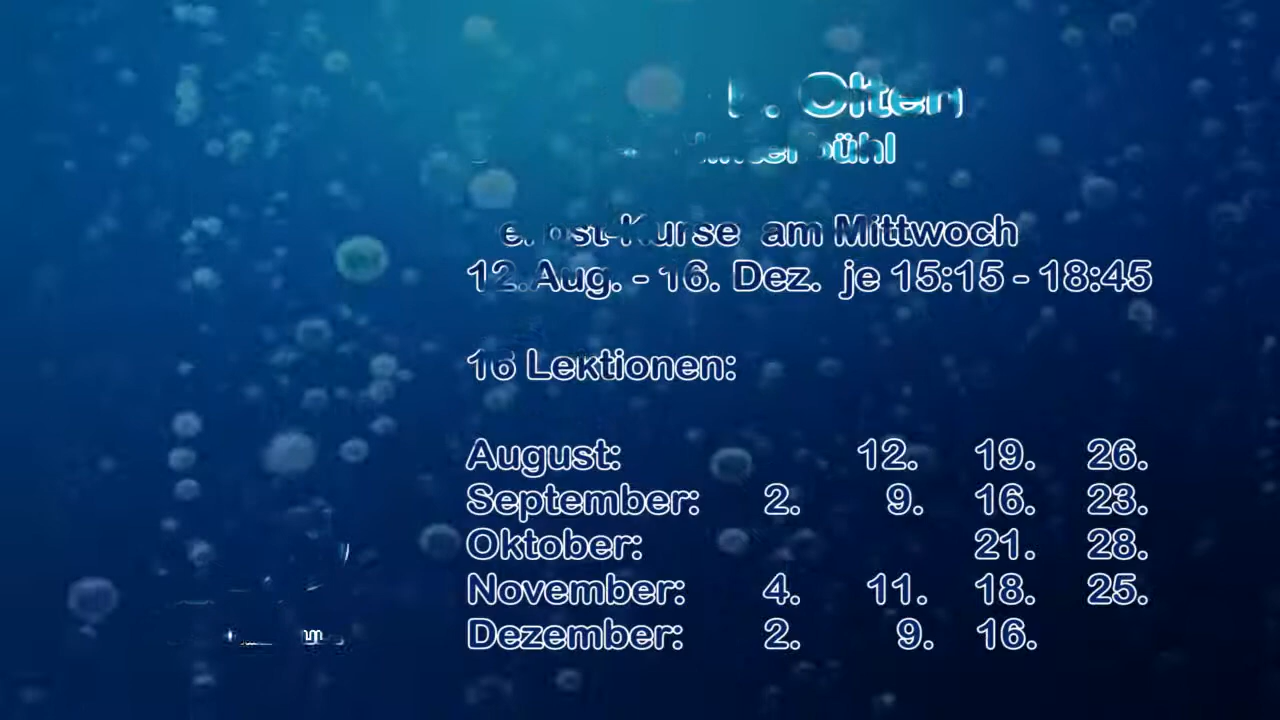 Olten
am Mittwoch
12. Aug. - 16. Dez. je 15:15 - 18:45
16 Lektionen:
August: 12. 19. 26.
September: 2. 9. 16. 23.
Oktober: 21. 28.
November: 4. 11. 18. 25.
Dezember: 2. 9. 16.